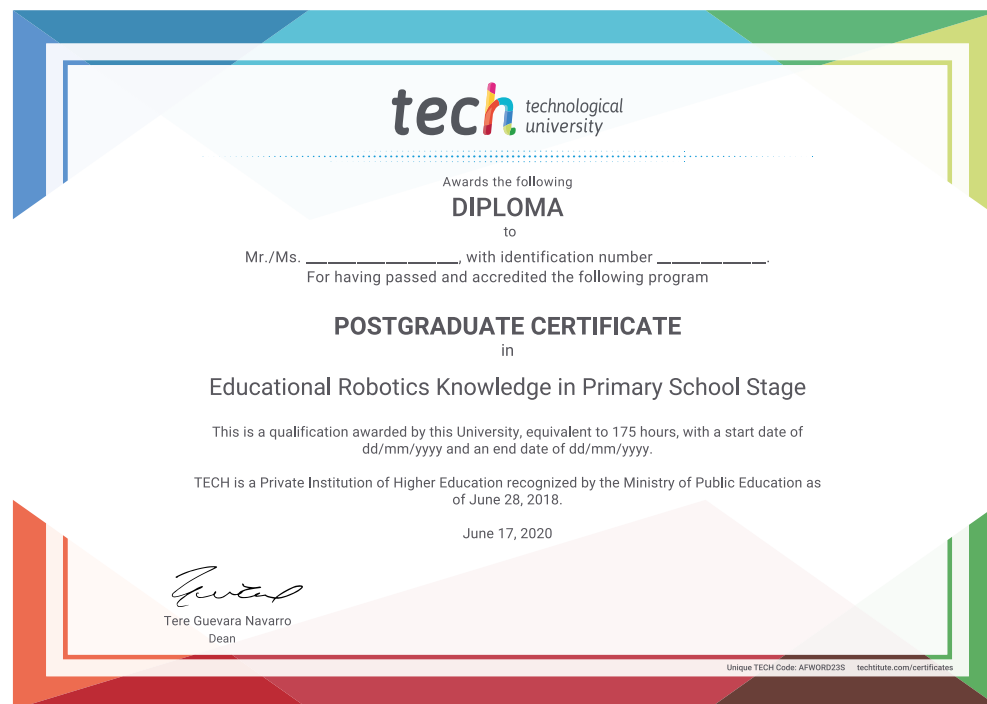 tech technological
university
Awards the following
DIPLOMA
to
Mr./Ms. ____________________, with identification number ______________.
For having passed and accredited the following program
POSTGRADUATE CERTIFICATE
in
Educational Robotics Knowledge in Primary School Stage
This is a qualification awarded by this University, equivalent to 175 hours, with a start date of
dd/mm/yyyy and an end date of dd/mm/yyyy.
TECH is a Private Institution of Higher Education recognized by the Ministry of Public Education as
of June 28, 2018.
June 17, 2020
Tere Guevara Navarro
Dean
Unique TECH Code: AFWORD23S techtitute.com/certificates